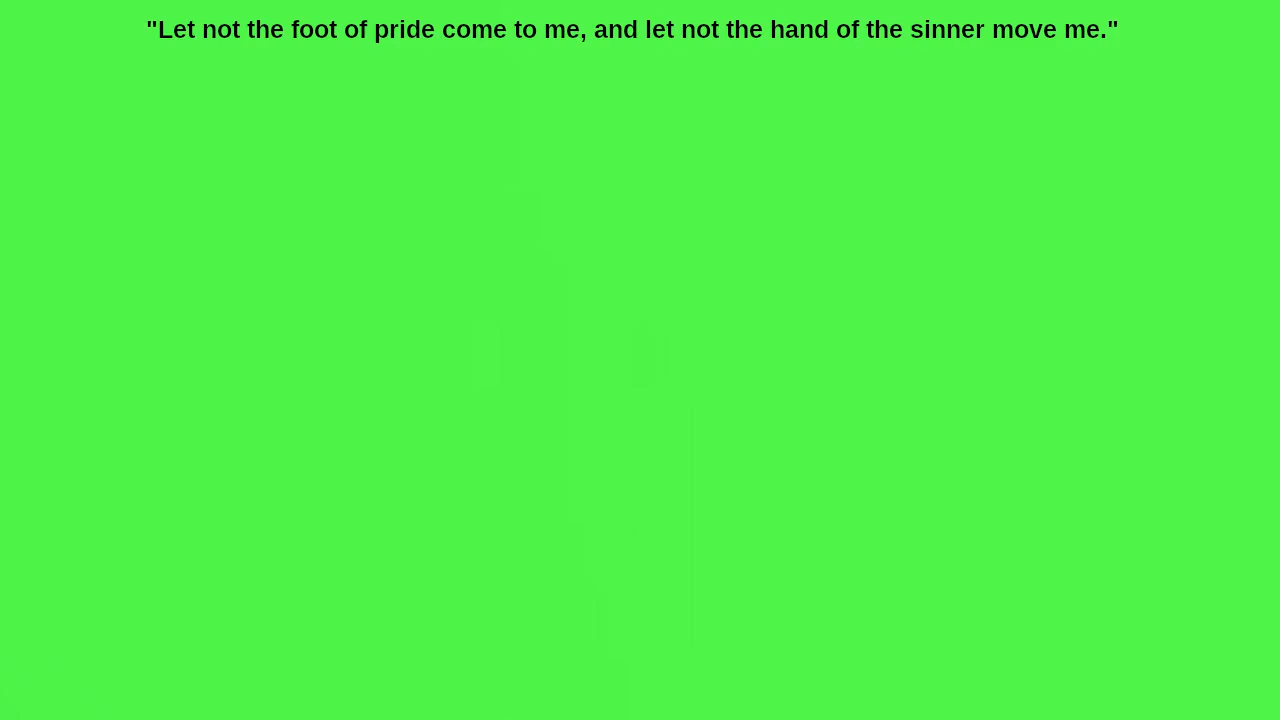 "Let not the foot of pride come to me, and let not the hand of the sinner move me."